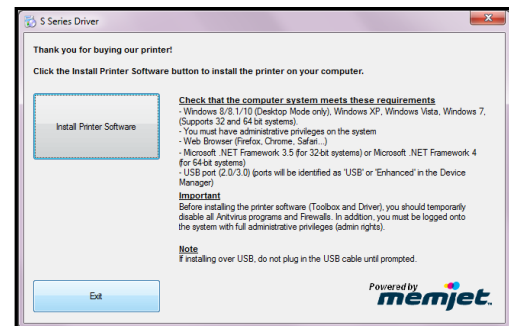 S Series Driver
Thank you for buying our printer!
Click the Install Printer Software button to install the printer on your computer.
Install Printer Software
Check that the computer system meets these requirements
- Windows 8/8.1/10 (Desktop Mode only), Windows XP, Windows Vista, Windows 7,
(Supports 32 and 64 bit systems).
- You must have administrative privileges on the system
- Web Browser (Firefox, Chrome, Safari...)
- Microsoft .NET Framework 3.5 (for 32-bit systems) or Microsoft .NET Framework 4
(for 64-bit systems)
- USB port (2.0/3.0) (ports will be identified as 'USB' or 'Enhanced' in the Device
Manager)
Important
Before installing the printer software (Toolbox and Driver), you should temporarily
disable all Anitvirus programs and Firewalls. In addition, you must be logged onto
the system with full administrative privileges (admin rights).
Note
If installing over USB, do not plug in the USB cable until prompted.
Exit
Powered by
memjet